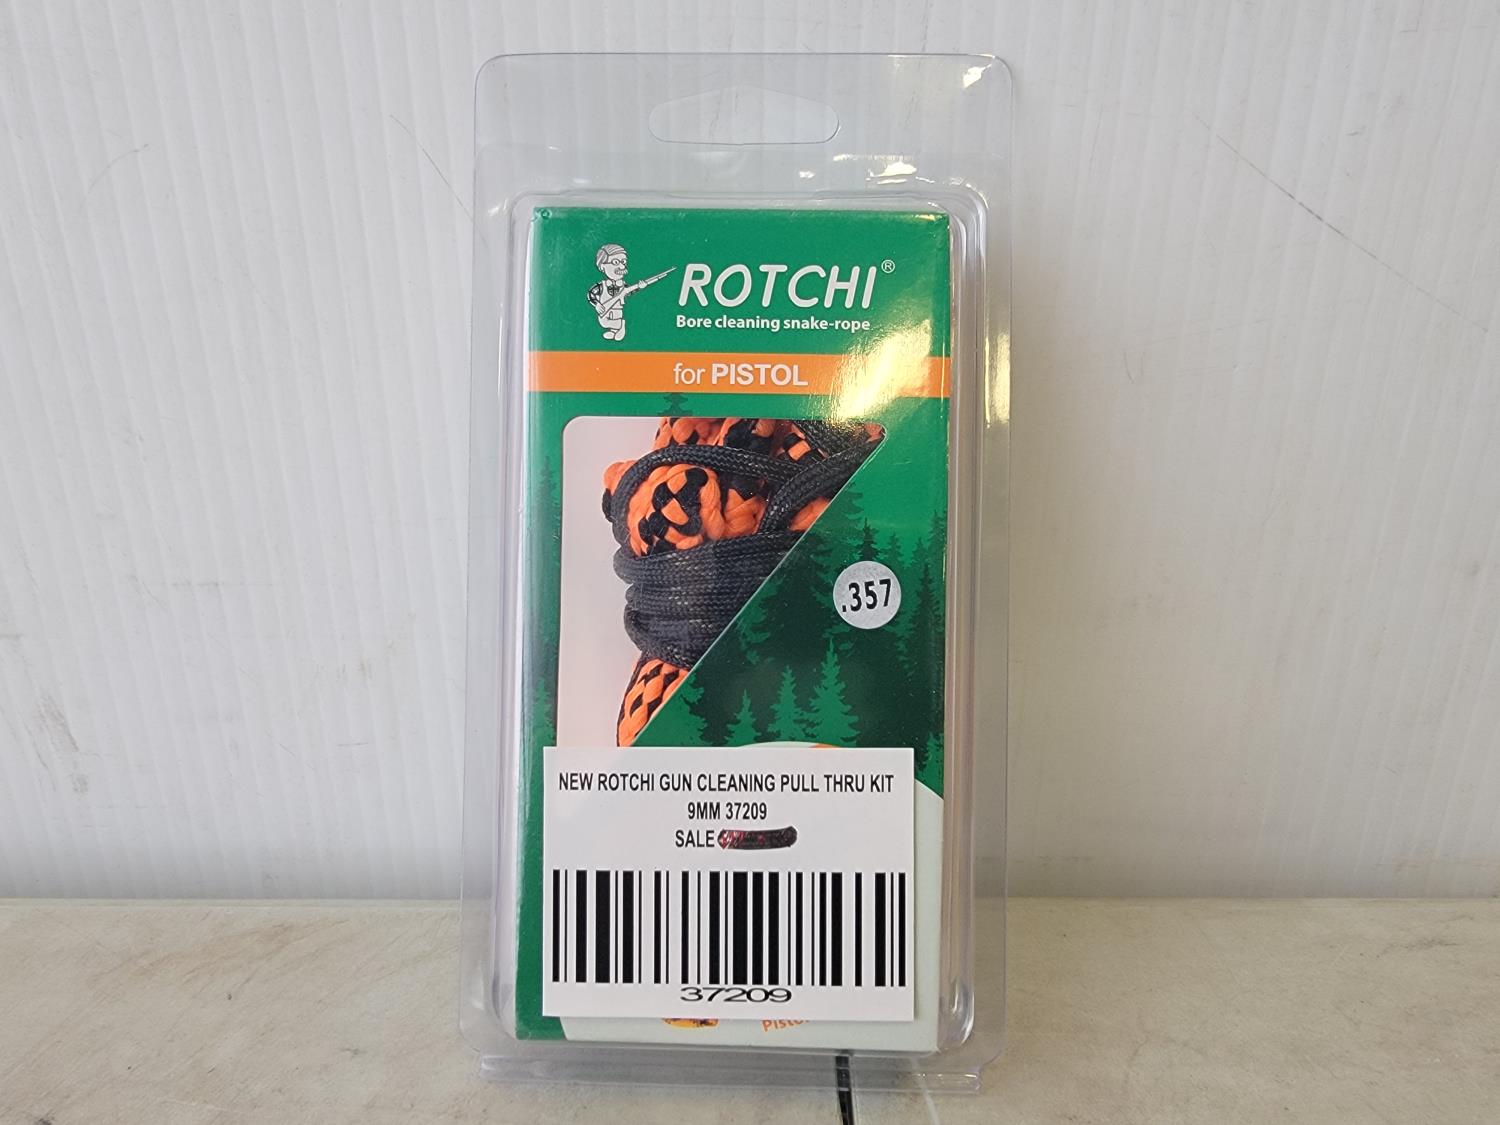 ROTCHI®
Bore cleaning snake-rope
for PISTOL
.357
NEW ROTCHI GUN CLEANING PULL THRU KIT
9MM 37209
SALE
37209